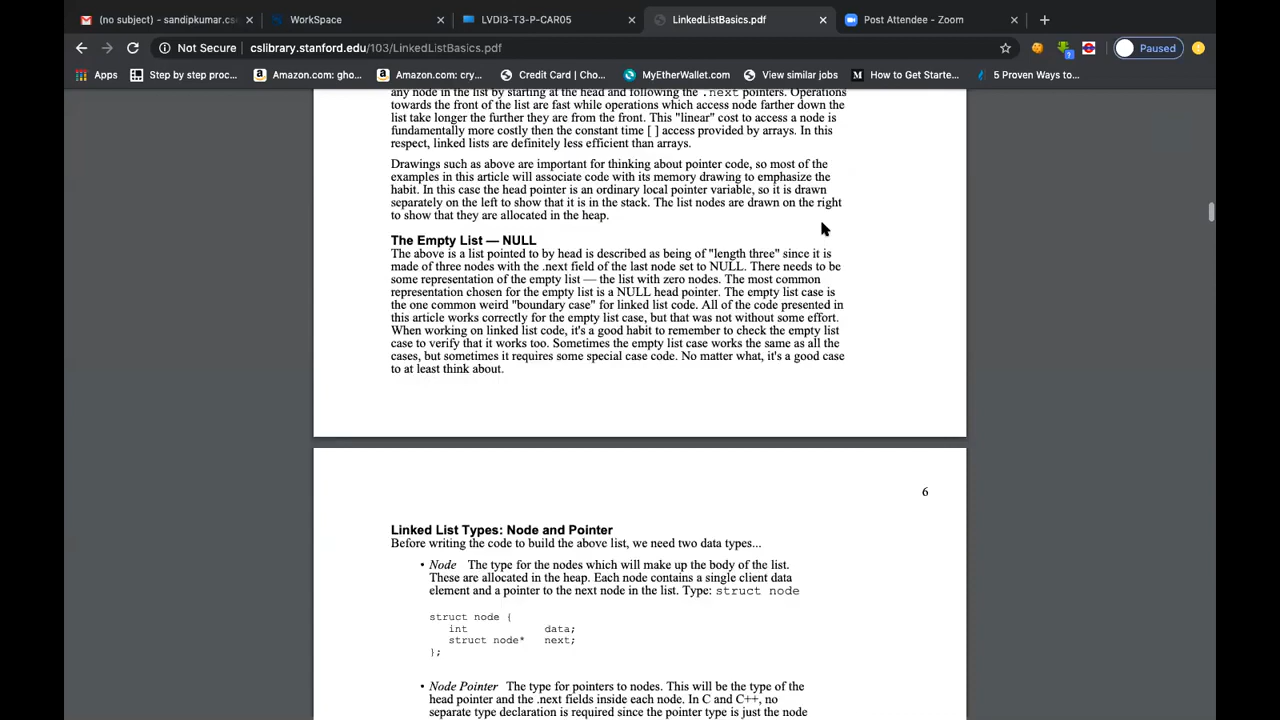 (no subject) - sandipkumar.cs
WorkSpace
LVDI3-T3-P-CAR05
LinkedListBasics.pdf
Post Attendee - Zoom
Not Secure
cslibrary.stanford.edu/103/LinkedListBasics.pdf
Paused
Apps
Step by step proc...
Amazon.com: gho...
Amazon.com: cry...
Credit Card | Cho...
MyEtherWallet.com
View similar jobs
How to Get Starte...
5 Proven Ways to...
any node in the list by starting at the head and following the .next pointers. Operations
towards the front of the list are fast while operations which access node farther down the
list take longer the further they are from the front. This "linear" cost to access a node is
fundamentally more costly then the constant time [ ] access provided by arrays. In this
respect, linked lists are definitely less efficient than arrays.
Drawings such as above are important for thinking about pointer code, so most of the
examples in this article will associate code with its memory drawing to emphasize the
habit. In this case the head pointer is an ordinary local pointer variable, so it is drawn
separately on the left to show that it is in the stack. The list nodes are drawn on the right
to show that they are allocated in the heap.
The Empty List — NULL
The above is a list pointed to by head is described as being of "length three" since it is
made of three nodes with the .next field of the last node set to NULL. There needs to be
some representation of the empty list — the list with zero nodes. The most common
representation chosen for the empty list is a NULL head pointer. The empty list case is
the one common weird "boundary case" for linked list code. All of the code presented in
this article works correctly for the empty list case, but that was not without some effort.
When working on linked list code, it's a good habit to remember to check the empty list
case to verify that it works too. Sometimes the empty list case works the same as all the
cases, but sometimes it requires some special case code. No matter what, it's a good case
to at least think about.
6
Linked List Types: Node and Pointer
Before writing the code to build the above list, we need two data types...
• Node The type for the nodes which will make up the body of the list.
These are allocated in the heap. Each node contains a single client data
element and a pointer to the next node in the list. Type: struct node
struct node {
int data;
struct node* next;
};
• Node Pointer The type for pointers to nodes. This will be the type of the
head pointer and the .next fields inside each node. In C and C++, no
separate type declaration is required since the pointer type is just the node